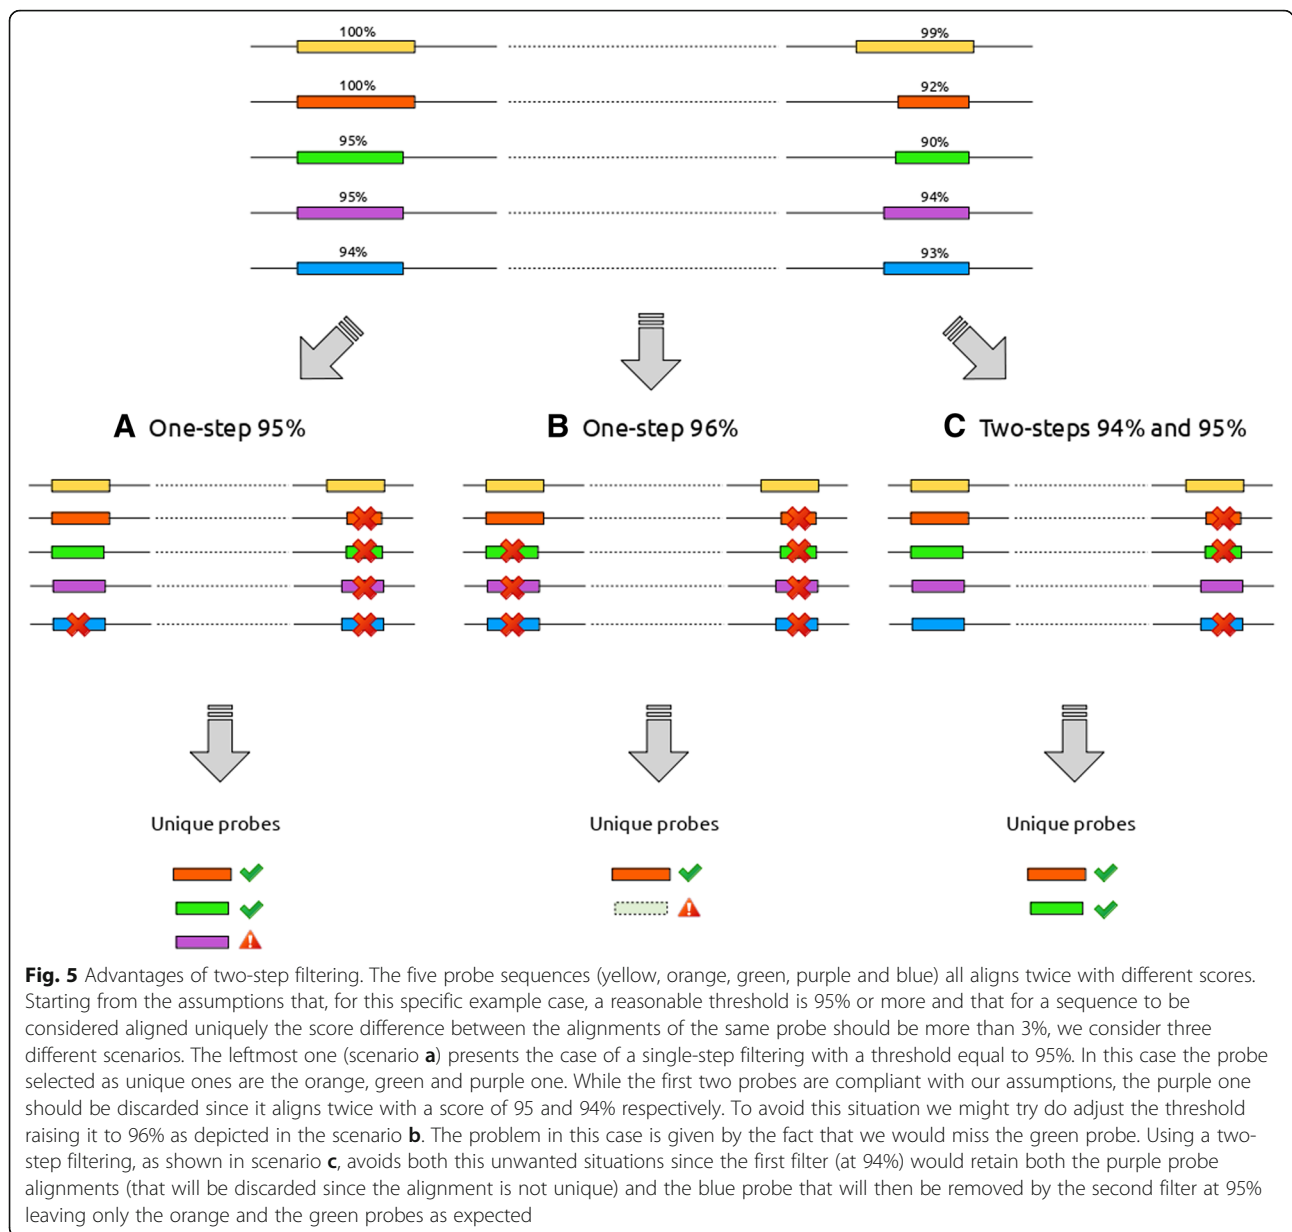 100% 99%
100% 92%
95% 90%
95% 94%
94% 93%
A One-step 95%
B One-step 96%
C Two-steps 94% and 95%
Unique probes
Unique probes
Unique probes
Fig. 5 Advantages of two-step filtering. The five probe sequences (yellow, orange, green, purple and blue) all aligns twice with different scores.
Starting from the assumptions that, for this specific example case, a reasonable threshold is 95% or more and that for a sequence to be
considered aligned uniquely the score difference between the alignments of the same probe should be more than 3%, we consider three
different scenarios. The leftmost one (scenario a) presents the case of a single-step filtering with a threshold equal to 95%. In this case the probe
selected as unique ones are the orange, green and purple one. While the first two probes are compliant with our assumptions, the purple one
should be discarded since it aligns twice with a score of 95 and 94% respectively. To avoid this situation we might try do adjust the threshold
raising it to 96% as depicted in the scenario b. The problem in this case is given by the fact that we would miss the green probe. Using a two-
step filtering, as shown in scenario c, avoids both this unwanted situations since the first filter (at 94%) would retain both the purple probe
alignments (that will be discarded since the alignment is not unique) and the blue probe that will then be removed by the second filter at 95%
leaving only the orange and the green probes as expected